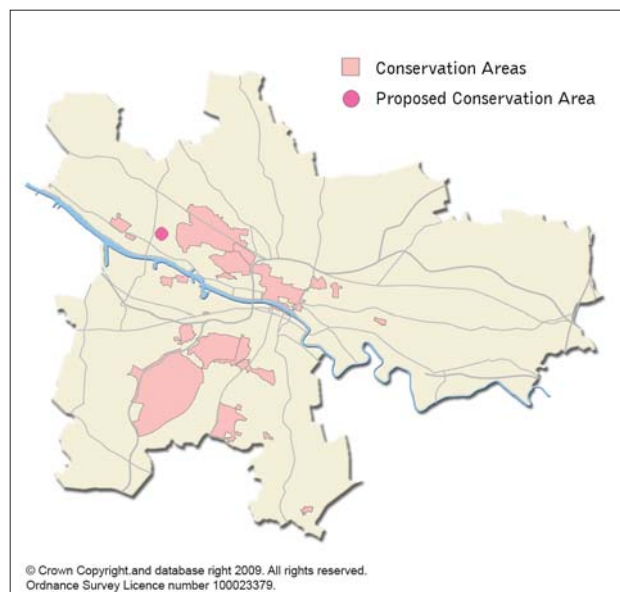 Conservation Areas
Proposed Conservation Area
© Crown Copyright.and database right 2009. All rights reserved.
Ordnance Survey Licence number 100023379.